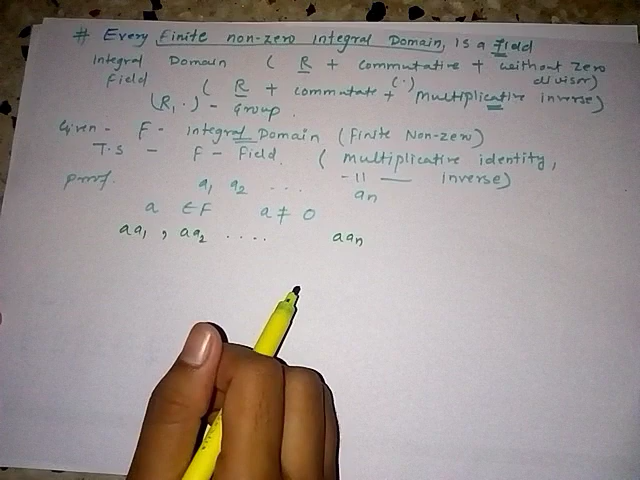 # Every finite non-zero integral Domain, is a field
Integral Domain ( R + commutative + without zero divisor)
Field ( R + commutate (·) + multiplicative inverse)
(R, ·) - Group.
Given - F - integral Domain (finite Non-zero)
T.S - F - Field. ( multiplicative identity,
-11 — inverse)
Proof. a1 a2 ... an
a ∈ F a ≠ 0
aa1 , aa2 .... aan